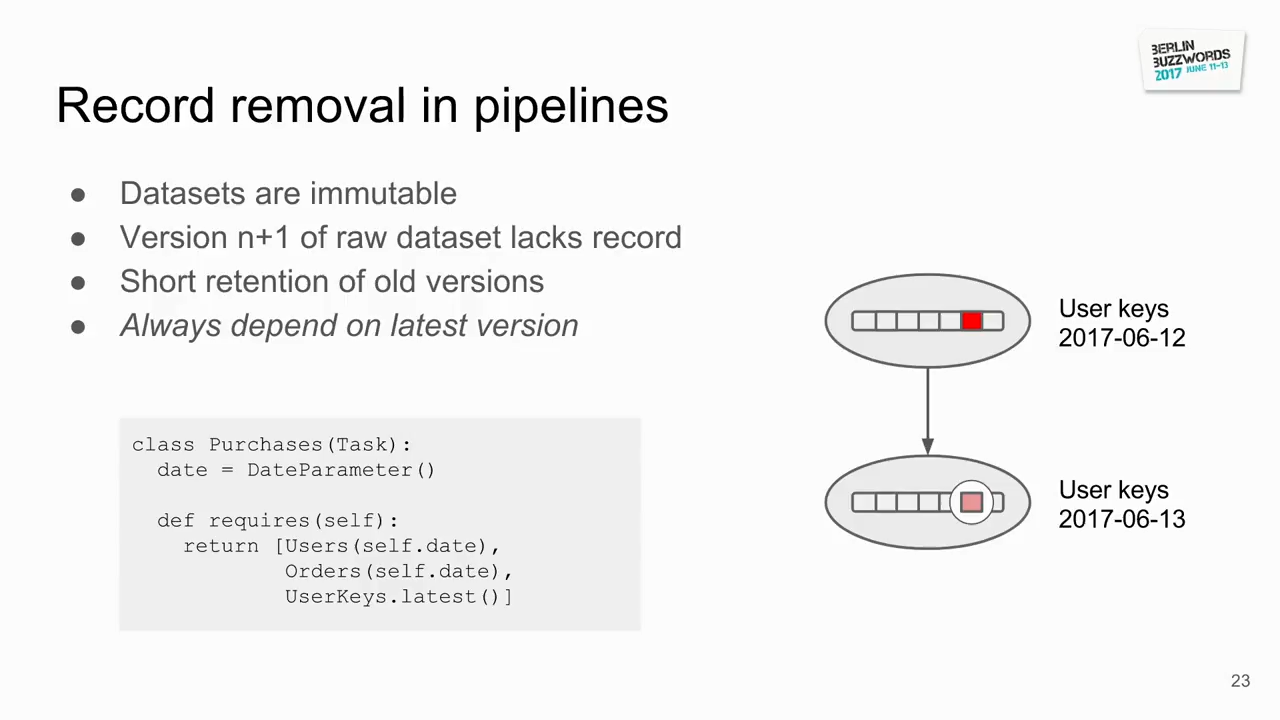 BERLIN
BUZZWORDS
2017 JUNE 11-13
Record removal in pipelines
● Datasets are immutable
● Version n+1 of raw dataset lacks record
● Short retention of old versions
● Always depend on latest version
class Purchases(Task):
  date = DateParameter()
  def requires(self):
    return [Users(self.date),
            Orders(self.date),
            UserKeys.latest()]
User keys
2017-06-12
User keys
2017-06-13
23